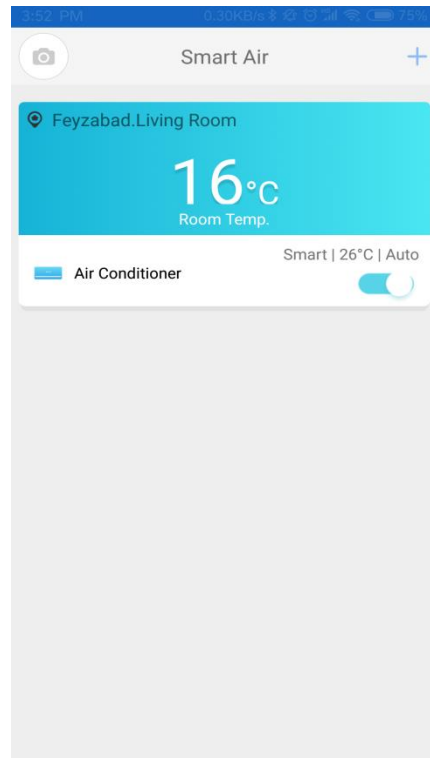 3:52 PM 0.30KB/s 75%
Smart Air
Feyzabad.Living Room
16°C
Room Temp.
Smart | 26°C | Auto
Air Conditioner